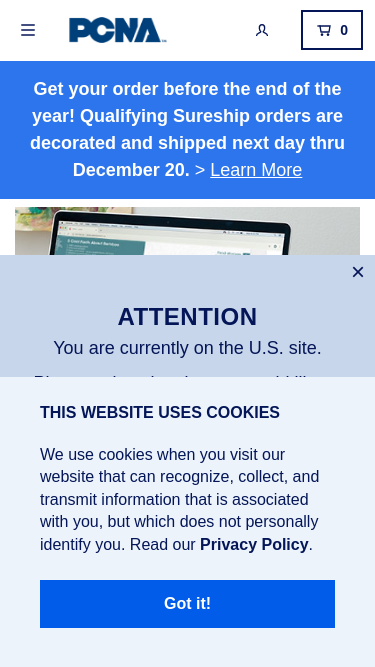 PCNA
0
Get your order before the end of the
year! Qualifying Sureship orders are
decorated and shipped next day thru
December 20. > Learn More
ATTENTION
You are currently on the U.S. site.
THIS WEBSITE USES COOKIES
We use cookies when you visit our
website that can recognize, collect, and
transmit information that is associated
with you, but which does not personally
identify you. Read our Privacy Policy.
Got it!